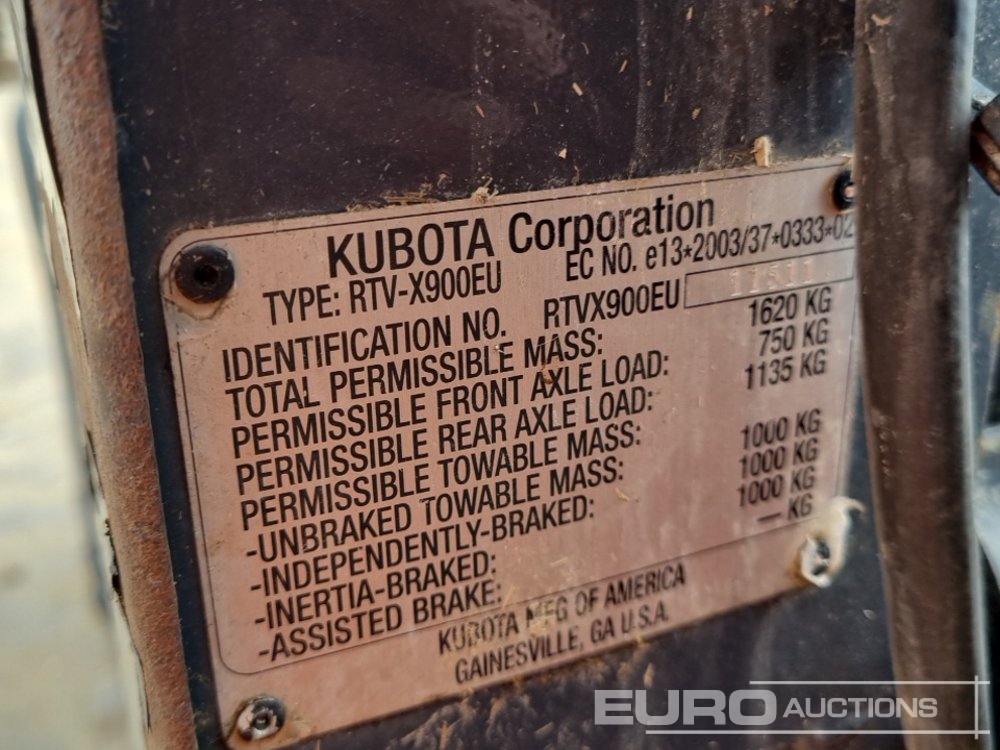 KUBOTA Corporation
TYPE: RTV-X900EU EC NO. e13*2003/37*0333*02
IDENTIFICATION NO. RTVX900EU 11511
TOTAL PERMISSIBLE MASS: 1620 KG
PERMISSIBLE FRONT AXLE LOAD: 750 KG
PERMISSIBLE REAR AXLE LOAD: 1135 KG
PERMISSIBLE TOWABLE MASS:
-UNBRAKED TOWABLE MASS: 1000 KG
-INDEPENDENTLY-BRAKED: 1000 KG
-INERTIA-BRAKED: 1000 KG
-ASSISTED BRAKE: — KG
KUBOTA MFG OF AMERICA
GAINESVILLE, GA U.S.A.
EURO AUCTIONS